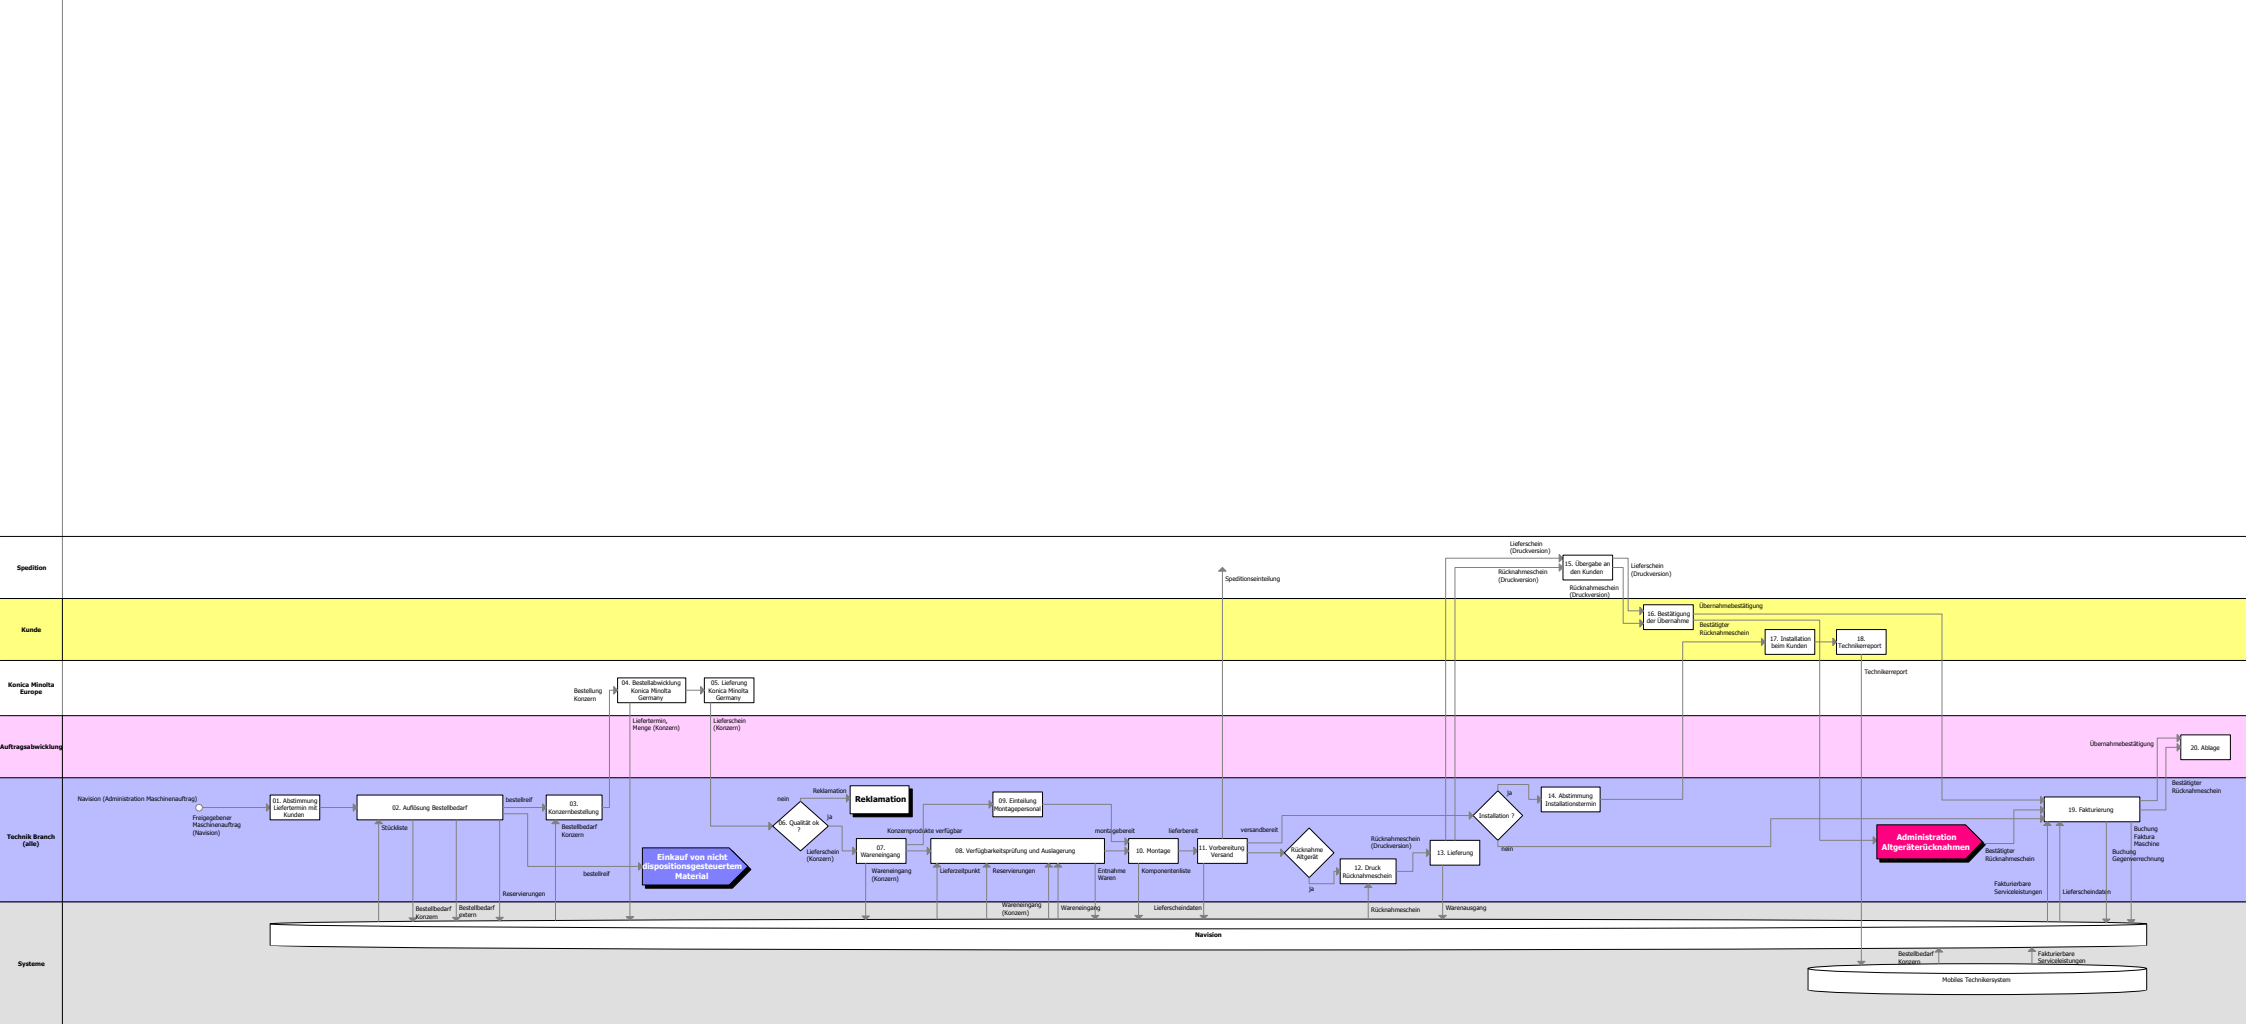 Spedition
Lieferschein
(Druckversion)
Rücknahmeschein
(Druckversion)
15. Übergabe an
den Kunden
Lieferschein
(Druckversion)
Rücknahmeschein
(Druckversion)
Speditionseinteilung
Kunde
16. Bestätigung
der Übernahme
Übernahmebestätigung
Bestätigter
Rücknahmeschein
17. Installation
beim Kunden
18.
Technikerreport
Konica Minolta
Europe
Bestellung
Konzern
04. Bestellabwicklung
Konica Minolta
Germany
05. Lieferung
Konica Minolta
Germany
Technikerreport
Auftragsabwicklung
Liefertermin,
Menge (Konzern)
Lieferschein
(Konzern)
Übernahmebestätigung
20. Ablage
Technik Branch
(alle)
Navision (Administration Maschinenauftrag)
Freigegebener
Maschinenauftrag
(Navision)
01. Abstimmung
Liefertermin mit
Kunden
02. Auflösung Bestellbedarf
bestellreif
03.
Konzernbestellung
Stückliste
Bestellbedarf
Konzern
bestellreif
Reservierungen
Einkauf von nicht
dispositionsgesteuertem
Material
nein
Reklamation
Reklamation
06. Qualität ok
?
ja
Lieferschein
(Konzern)
07.
Wareneingang
Konzernprodukte verfügbar
Wareneingang
(Konzern)
09. Einteilung
Montagepersonal
08. Verfügbarkeitsprüfung und Auslagerung
Lieferzeitpunkt
Reservierungen
Entnahme
Waren
montagebereit
10. Montage
Komponentenliste
lieferbereit
11. Vorbereitung
Versand
versandbereit
Rücknahme
Altgerät
ja
12. Druck
Rücknahmeschein
Rücknahmeschein
(Druckversion)
13. Lieferung
Installation ?
ja
nein
14. Abstimmung
Installationstermin
Administration
Altgeräterücknahmen
Bestätigter
Rücknahmeschein
19. Fakturierung
Fakturierbare
Serviceleistungen
Lieferscheindaten
Buchung
Faktura
Maschine
Buchung
Gegenverrechnung
Bestätigter
Rücknahmeschein
Systeme
Bestellbedarf
Konzern
Bestellbedarf
extern
Wareneingang
(Konzern)
Wareneingang
Lieferscheindaten
Rücknahmeschein
Warenausgang
Navision
Bestellbedarf
Konzern
Fakturierbare
Serviceleistungen
Mobiles Technikersystem